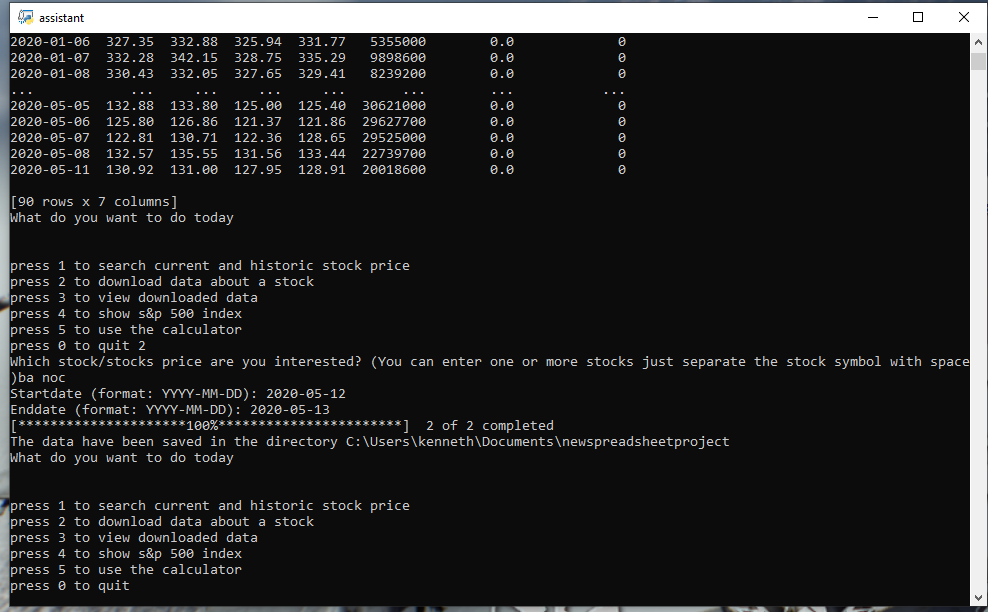 assistant
2020-01-06 327.35 332.88 325.94 331.77 5355000 0.0 0
2020-01-07 332.28 342.15 328.75 335.29 9898600 0.0 0
2020-01-08 330.43 332.05 327.65 329.41 8239200 0.0 0
... ... ... ... ... ... ... ...
2020-05-05 132.88 133.80 125.00 125.40 30621000 0.0 0
2020-05-06 125.80 126.86 121.37 121.86 29627700 0.0 0
2020-05-07 122.81 130.71 122.36 128.65 29525000 0.0 0
2020-05-08 132.57 135.55 131.56 133.44 22739700 0.0 0
2020-05-11 130.92 131.00 127.95 128.91 20018600 0.0 0
[90 rows x 7 columns]
What do you want to do today
press 1 to search current and historic stock price
press 2 to download data about a stock
press 3 to view downloaded data
press 4 to show s&p 500 index
press 5 to use the calculator
press 0 to quit 2
Which stock/stocks price are you interested? (You can enter one or more stocks just separate the stock symbol with space
)ba noc
Startdate (format: YYYY-MM-DD): 2020-05-12
Enddate (format: YYYY-MM-DD): 2020-05-13
[*********************100%***********************]  2 of 2 completed
The data have been saved in the directory C:\Users\kenneth\Documents\newspreadsheetproject
What do you want to do today
press 1 to search current and historic stock price
press 2 to download data about a stock
press 3 to view downloaded data
press 4 to show s&p 500 index
press 5 to use the calculator
press 0 to quit